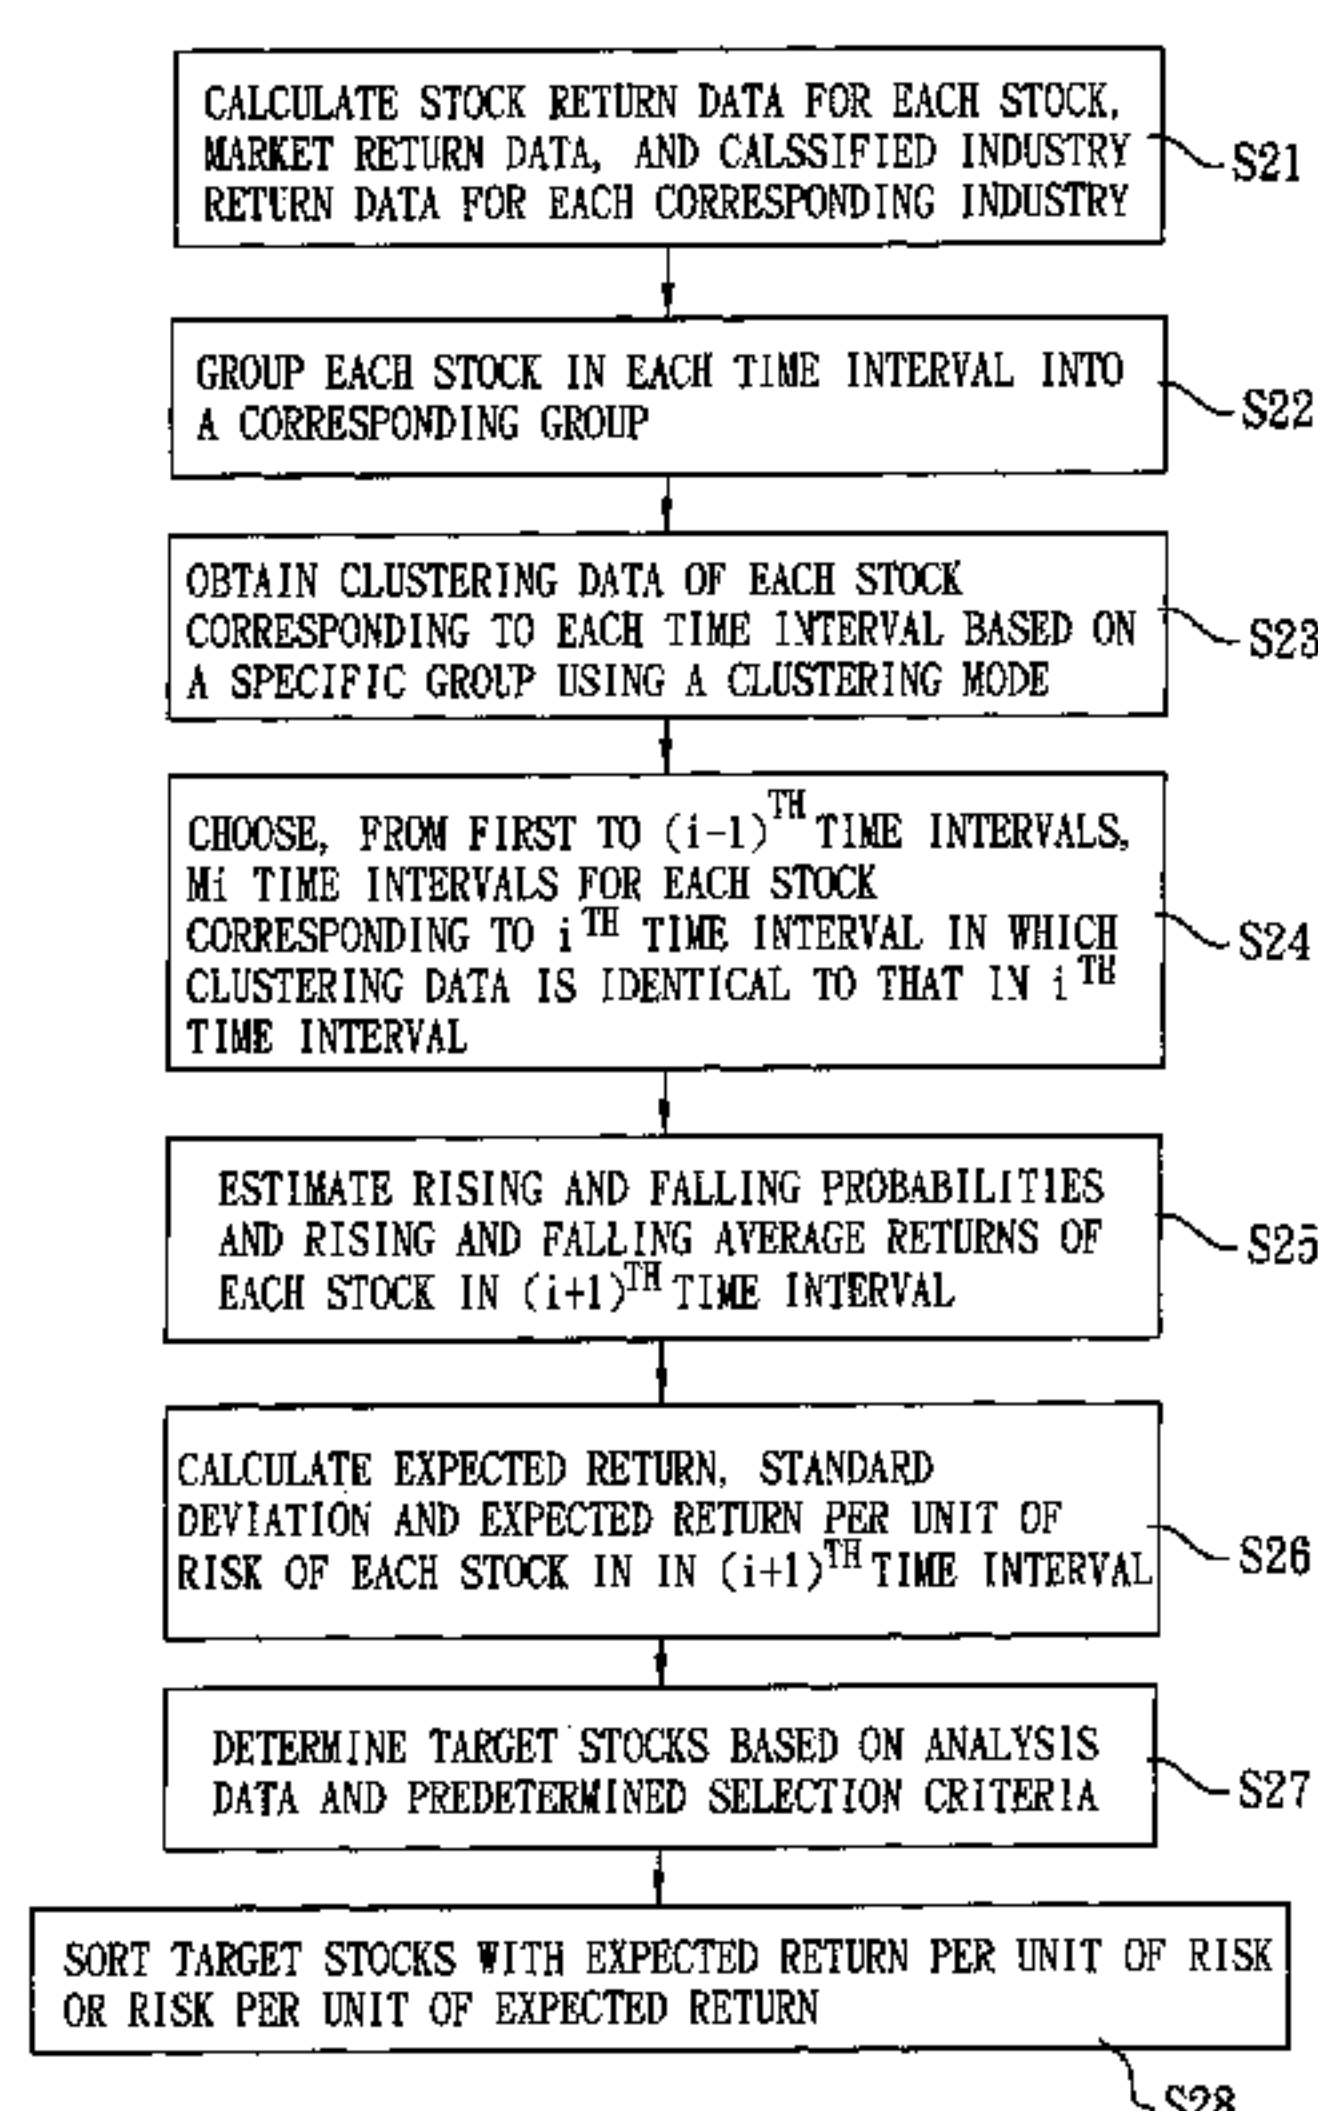 CALCULATE STOCK RETURN DATA FOR EACH STOCK,
MARKET RETURN DATA, AND CALSSIFIED INDUSTRY
RETURN DATA FOR EACH CORRESPONDING INDUSTRY
S21
GROUP EACH STOCK IN EACH TIME INTERVAL INTO
A CORRESPONDING GROUP
S22
OBTAIN CLUSTERING DATA OF EACH STOCK
CORRESPONDING TO EACH TIME INTERVAL BASED ON
A SPECIFIC GROUP USING A CLUSTERING MODE
S23
CHOOSE, FROM FIRST TO (i-1)TH TIME INTERVALS,
Mi TIME INTERVALS FOR EACH STOCK
CORRESPONDING TO iTH TIME INTERVAL IN WHICH
CLUSTERING DATA IS IDENTICAL TO THAT IN iTH
TIME INTERVAL
S24
ESTIMATE RISING AND FALLING PROBABILITIES
AND RISING AND FALLING AVERAGE RETURNS OF
EACH STOCK IN (i+1)TH TIME INTERVAL
S25
CALCULATE EXPECTED RETURN, STANDARD
DEVIATION AND EXPECTED RETURN PER UNIT OF
RISK OF EACH STOCK IN IN (i+1)TH TIME INTERVAL
S26
DETERMINE TARGET STOCKS BASED ON ANALYSIS
DATA AND PREDETERMINED SELECTION CRITERIA
S27
SORT TARGET STOCKS WITH EXPECTED RETURN PER UNIT OF RISK
OR RISK PER UNIT OF EXPECTED RETURN
S28